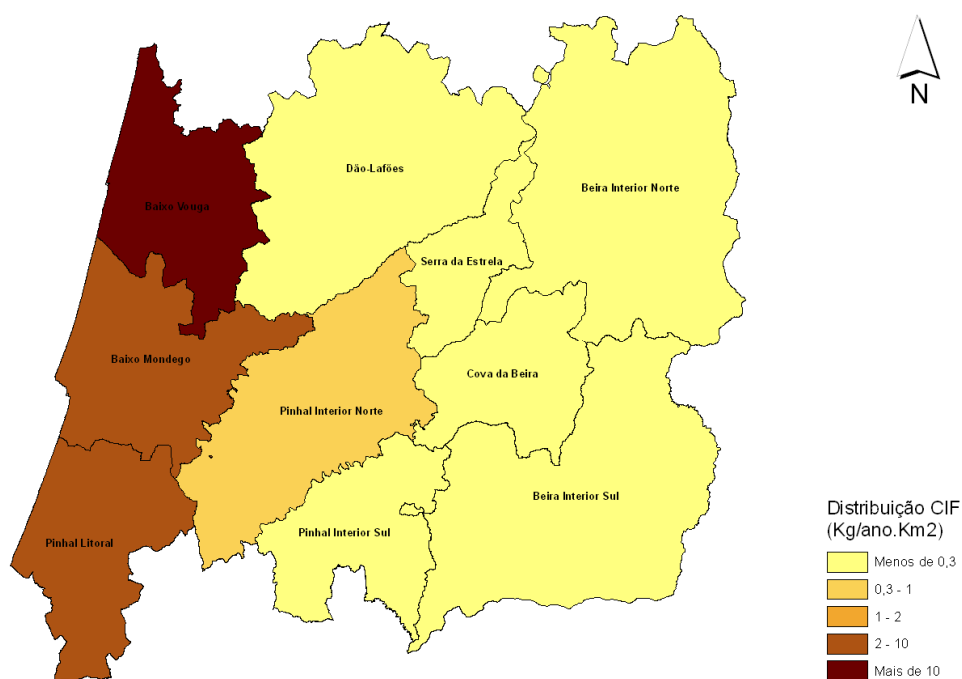 N
Dão-Lafões
Beira Interior Norte
Baixo Vouga
Serra da Estrela
Baixo Mondego
Cova da Beira
Pinhal Interior Norte
Beira Interior Sul
Pinhal Interior Sul
Pinhal Litoral
Distribuição CIF
(Kg/ano.Km2)
Menos de 0,3
0,3 - 1
1 - 2
2 - 10
Mais de 10